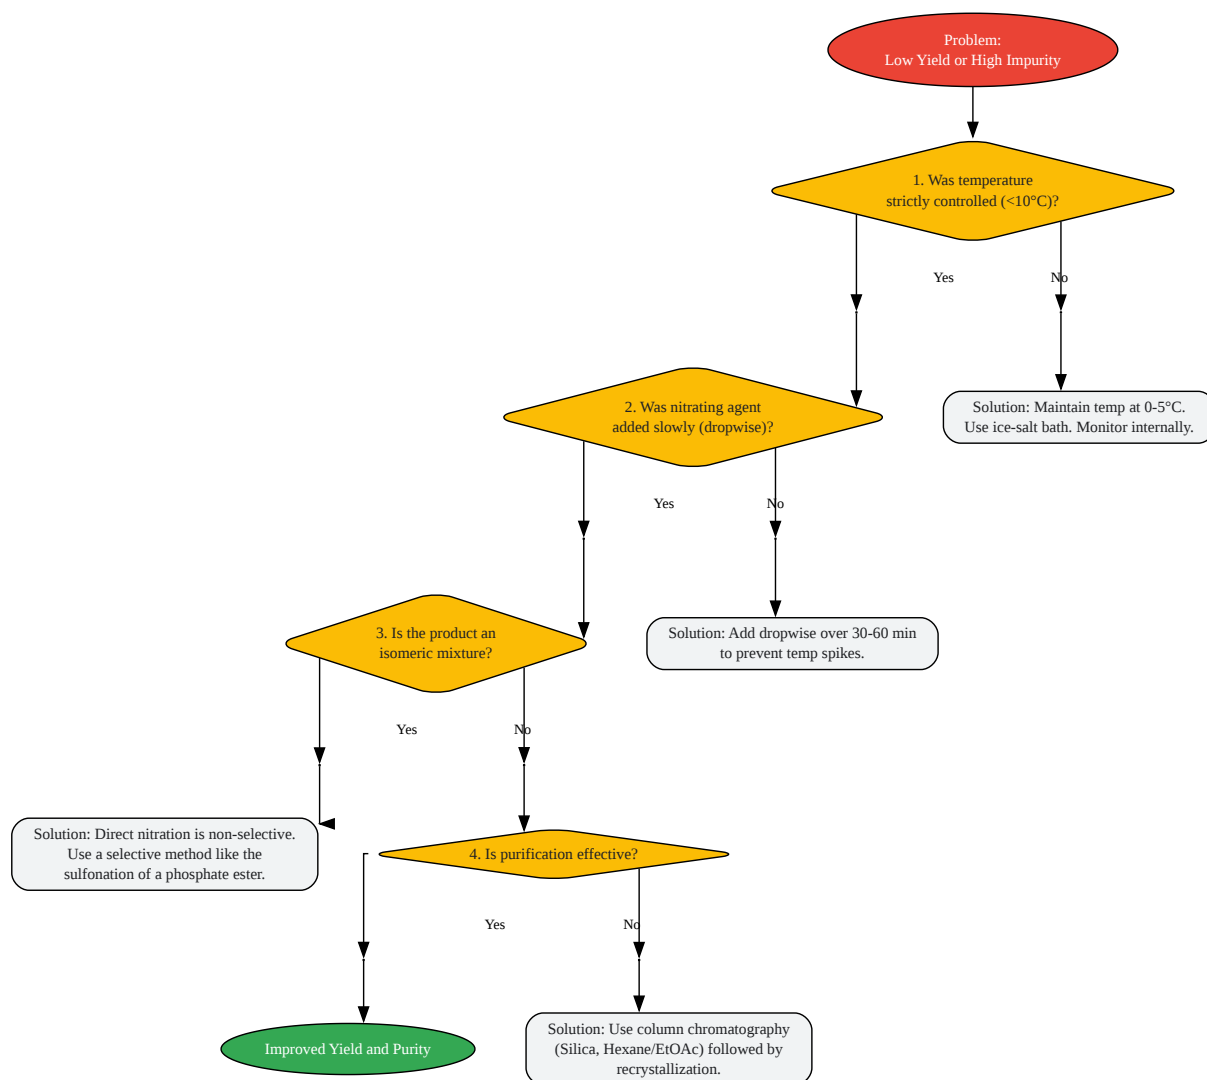 Problem:
Low Yield or High Impurity
1. Was temperature
strictly controlled (<10°C)?
Yes
No
2. Was nitrating agent
added slowly (dropwise)?
Solution: Maintain temp at 0-5°C.
Use ice-salt bath. Monitor internally.
Yes
No
3. Is the product an
isomeric mixture?
Solution: Add dropwise over 30-60 min
to prevent temp spikes.
Yes
No
Solution: Direct nitration is non-selective.
Use a selective method like the
sulfonation of a phosphate ester.
4. Is purification effective?
Yes
No
Improved Yield and Purity
Solution: Use column chromatography
(Silica, Hexane/EtOAc) followed by
recrystallization.